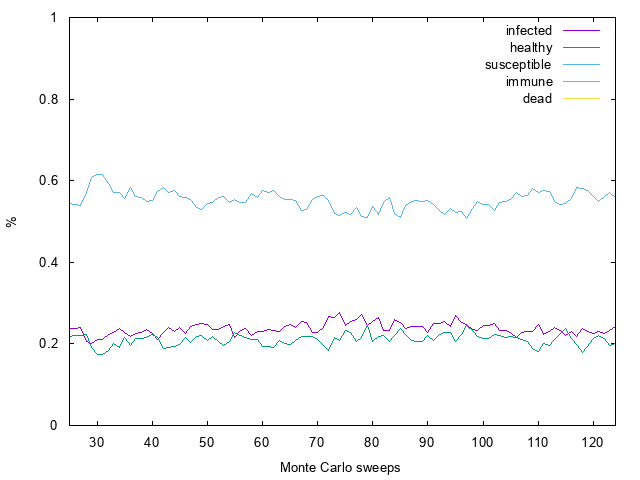 1
infected
healthy
susceptible
immune
dead
0.8
0.6
%
0.4
0.2
0
30 40 50 60 70 80 90 100 110 120
Monte Carlo sweeps